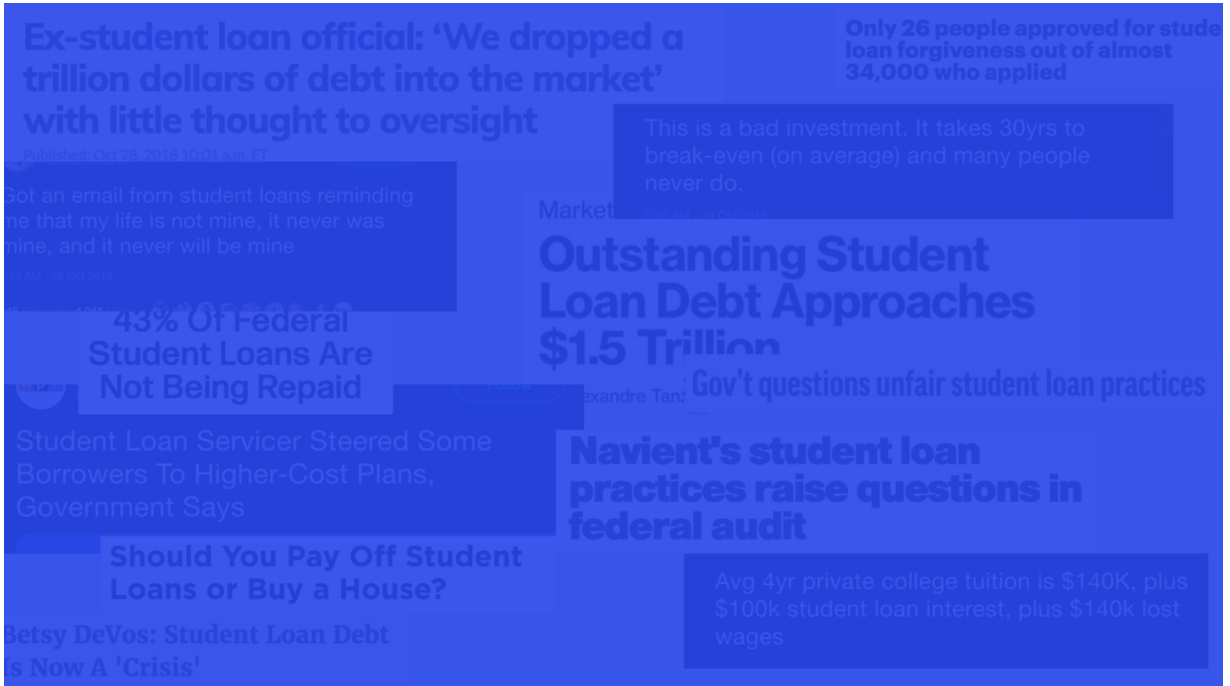 Ex-student loan official: ‘We dropped a
trillion dollars of debt into the market’
with little thought to oversight
Published: Oct 28, 2018 10:01 a.m. ET
Only 26 people approved for stude
loan forgiveness out of almost
34,000 who applied
This is a bad investment. It takes 30yrs to
break-even (on average) and many people
never do.
Got an email from student loans reminding
me that my life is not mine, it never was
mine, and it never will be mine
Market
Outstanding Student
Loan Debt Approaches
$1.5 Trillion
exandre Tan
43% Of Federal
Student Loans Are
Not Being Repaid
Gov't questions unfair student loan practices
Student Loan Servicer Steered Some
Borrowers To Higher-Cost Plans,
Government Says
Navient's student loan
practices raise questions in
federal audit
Should You Pay Off Student
Loans or Buy a House?
Avg 4yr private college tuition is $140K, plus
$100k student loan interest, plus $140k lost
wages
Betsy DeVos: Student Loan Debt
Is Now A 'Crisis'